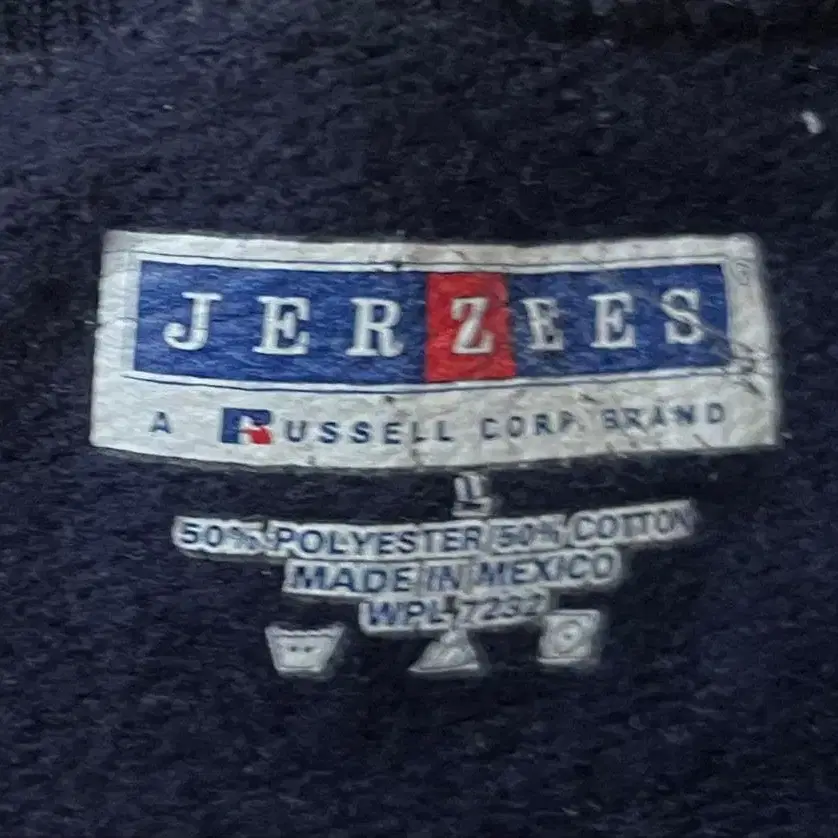 JERZEES ®
A RUSSELL CORP. BRAND
L
50% POLYESTER/50% COTTON
MADE IN MEXICO
WPL 7232